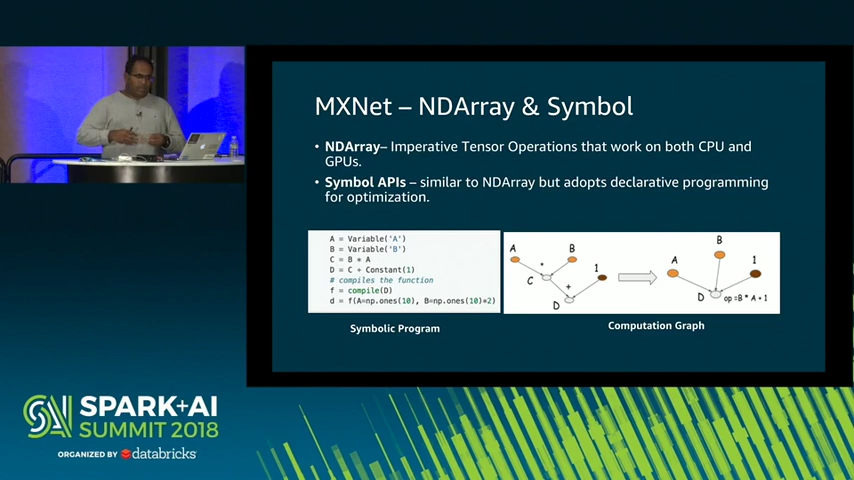 MXNet – NDArray & Symbol
• NDArray– Imperative Tensor Operations that work on both CPU and
GPUs.
• Symbol APIs – similar to NDArray but adopts declarative programming
for optimization.
A = Variable('A')
B = Variable('B')
C = B * A
D = C + Constant(1)
# compiles the function
f = compile(D)
d = f(A=np.ones(10), B=np.ones(10)*2)
Symbolic Program
A
B
*
C
1
+
D
B
A
1
D
op =B * A + 1
Computation Graph
SPARK+AI
SUMMIT 2018
ORGANIZED BY databricks